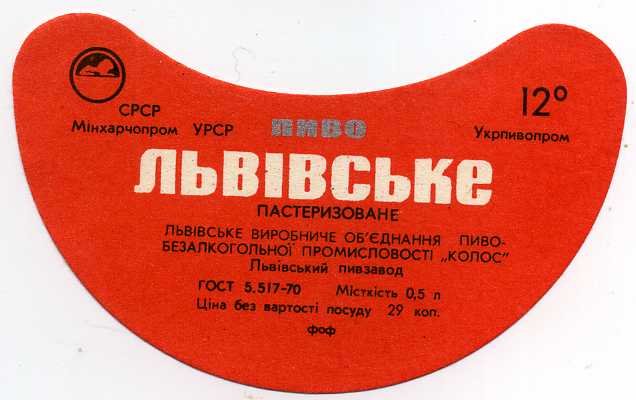 СРСР
Мінхарчопром УРСР
12°
Укрпивопром
ПИВО
ЛЬВІВСЬКЕ
ПАСТЕРИЗОВАНЕ
ЛЬВІВСЬКЕ ВИРОБНИЧЕ ОБ'ЄДНАННЯ ПИВО-
БЕЗАЛКОГОЛЬНОЇ ПРОМИСЛОВОСТІ „КОЛОС"
Львівський пивзавод
ГОСТ 5.517-70 Місткість 0,5 л
Ціна без вартості посуду 29 коп.
фоф